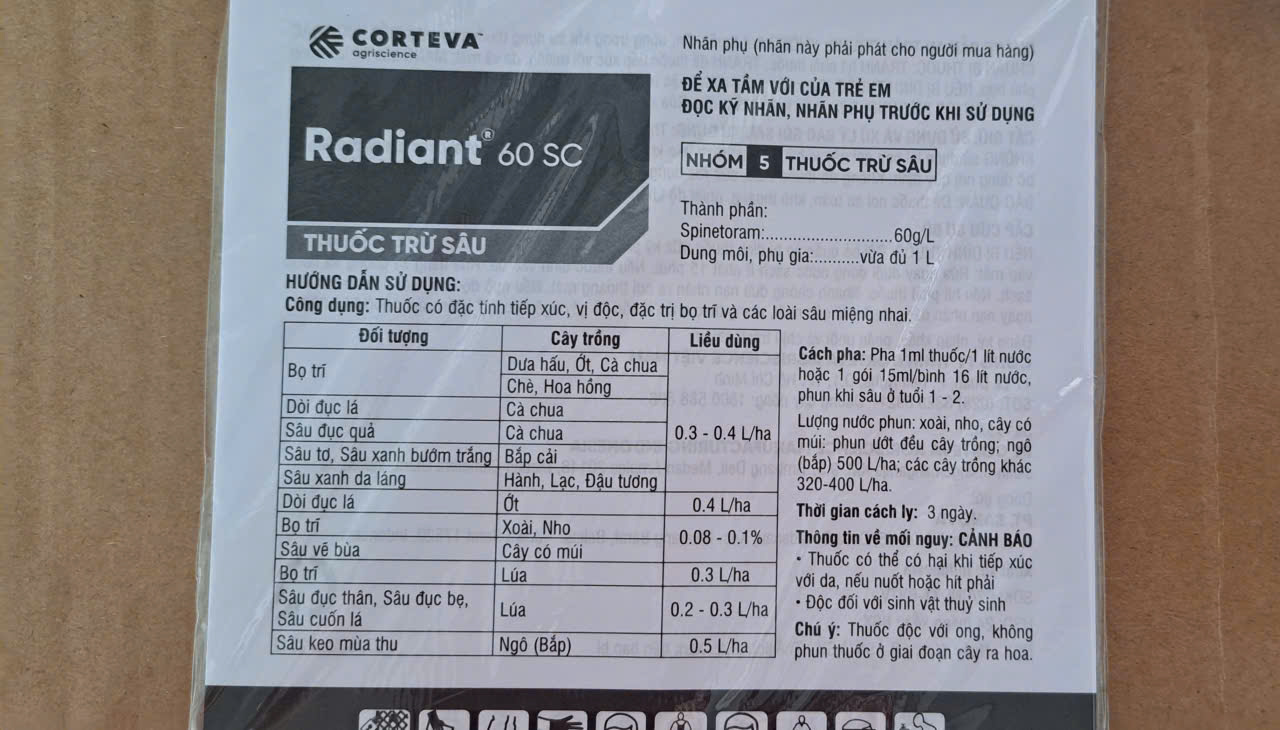 CORTEVA™
agriscience
Radiant® 60 SC
THUỐC TRỪ SÂU
Nhãn phụ (nhãn này phải phát cho người mua hàng)
ĐỂ XA TẦM VỚI CỦA TRẺ EM
ĐỌC KỸ NHÃN, NHÃN PHỤ TRƯỚC KHI SỬ DỤNG
NHÓM 5 THUỐC TRỪ SÂU
Thành phần:
Spinetoram:............................60g/L
Dung môi, phụ gia:..........vừa đủ 1 L
HƯỚNG DẪN SỬ DỤNG:
Công dụng: Thuốc có đặc tính tiếp xúc, vị độc, đặc trị bọ trĩ và các loài sâu miệng nhai.
Đối tượng Cây trồng Liều dùng
Bọ trĩ Dưa hấu, Ớt, Cà chua
Chè, Hoa hồng
Dòi đục lá Cà chua
Sâu đục quả Cà chua 0.3 - 0.4 L/ha
Sâu tơ, Sâu xanh bướm trắng Bắp cải
Sâu xanh da láng Hành, Lạc, Đậu tương
Dòi đục lá Ớt 0.4 L/ha
Bọ trĩ Xoài, Nho 0.08 - 0.1%
Sâu vẽ bùa Cây có múi
Bọ trĩ Lúa 0.3 L/ha
Sâu đục thân, Sâu đục bẹ,
Sâu cuốn lá Lúa 0.2 - 0.3 L/ha
Sâu keo mùa thu Ngô (Bắp) 0.5 L/ha
Cách pha: Pha 1ml thuốc/1 lít nước
hoặc 1 gói 15ml/bình 16 lít nước,
phun khi sâu ở tuổi 1 - 2.
Lượng nước phun: xoài, nho, cây có
múi: phun ướt đều cây trồng; ngô
(bắp) 500 L/ha; các cây trồng khác
320-400 L/ha.
Thời gian cách ly: 3 ngày.
Thông tin về mối nguy: CẢNH BÁO
• Thuốc có thể có hại khi tiếp xúc
với da, nếu nuốt hoặc hít phải
• Độc đối với sinh vật thuỷ sinh
Chú ý: Thuốc độc với ong, không
phun thuốc ở giai đoạn cây ra hoa.